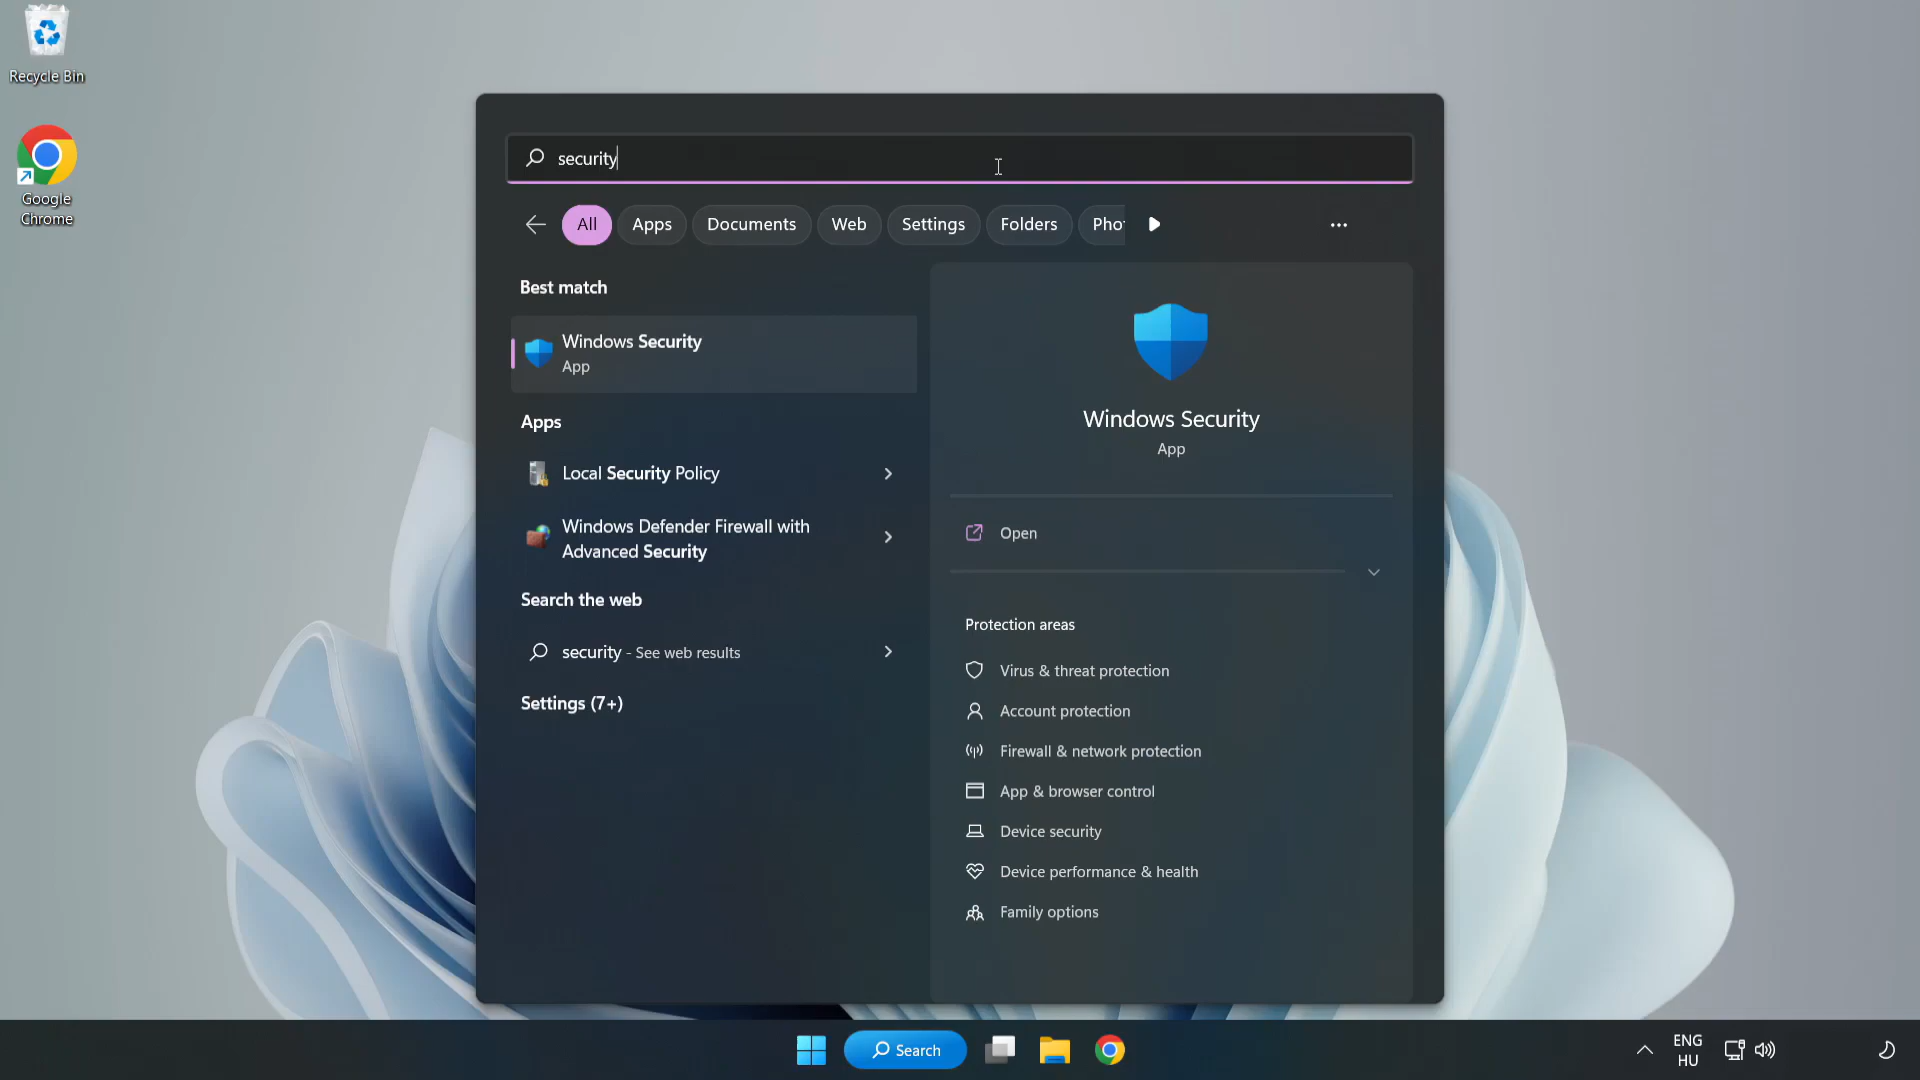 Recycle Bin
Google
Chrome
security
All
Apps
Documents
Web
Settings
Folders
Pho
Best match
Windows Security
App
Apps
Local Security Policy
Windows Defender Firewall with
Advanced Security
Search the web
security - See web results
Settings (7+)
Windows Security
App
Open
Protection areas
Virus & threat protection
Account protection
Firewall & network protection
App & browser control
Device security
Device performance & health
Family options
Search
ENG
HU